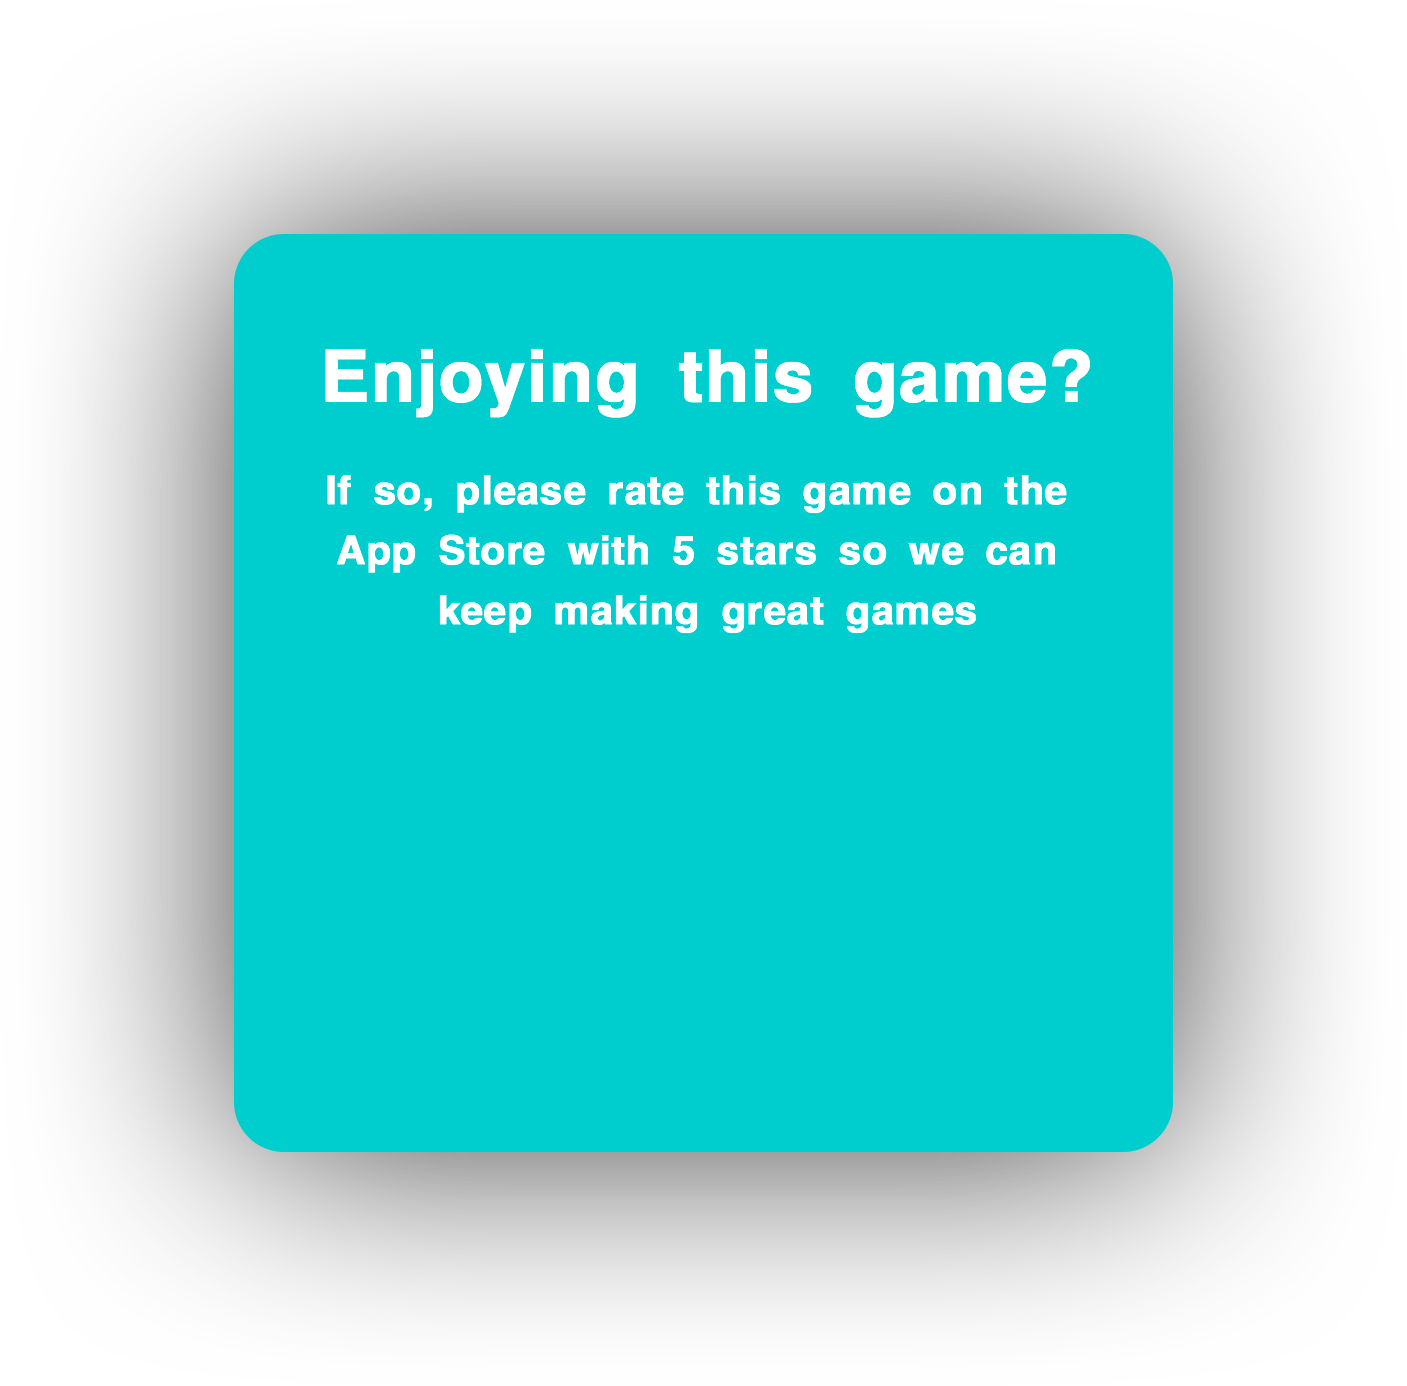 Enjoying this game?
If so, please rate this game on the
App Store with 5 stars so we can
keep making great games